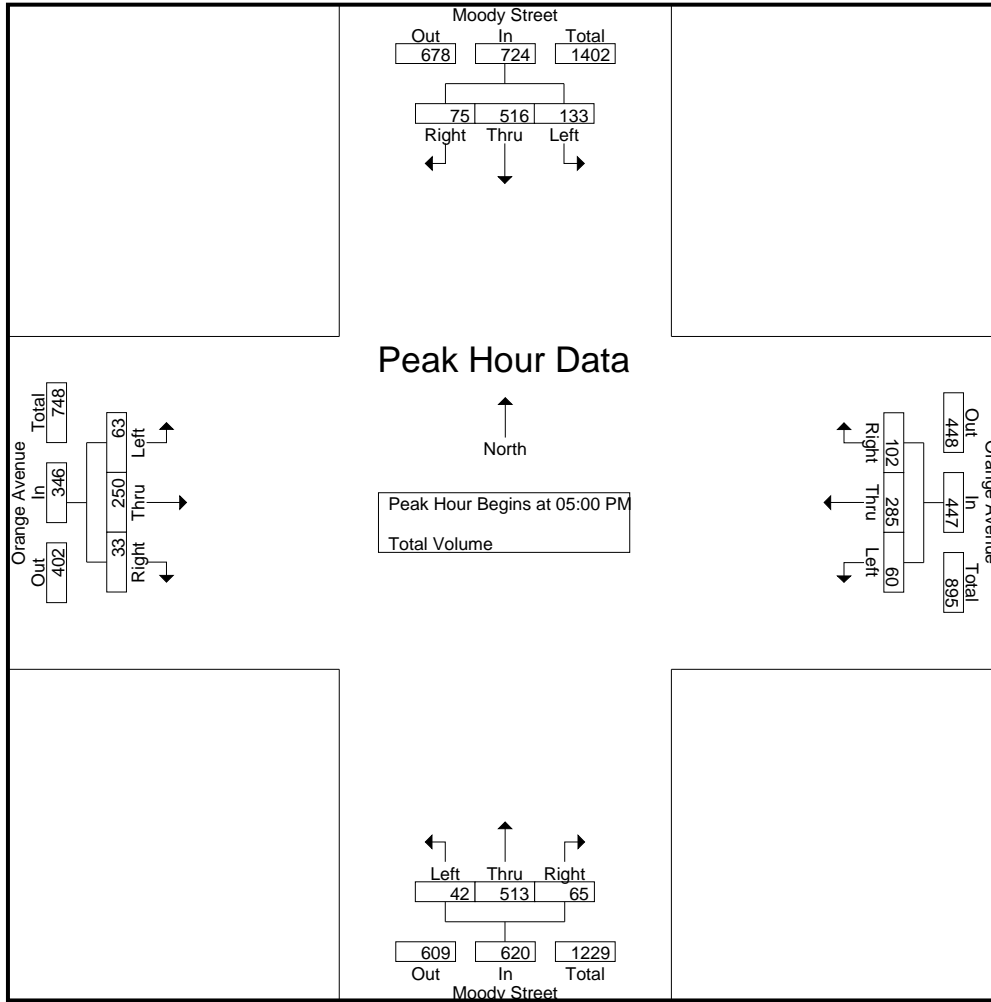 Moody Street
Out In Total
678 724 1402
75 516 133
Right Thru Left
Peak Hour Data
North
Peak Hour Begins at 05:00 PM
Total Volume
Orange Avenue
Total In Out
748 346 402
63 250 33
Left Thru Right
Orange Avenue
Out In Total
448 447 895
102 285 60
Right Thru Left
Left Thru Right
42 513 65
609 620 1229
Out In Total
Moody Street